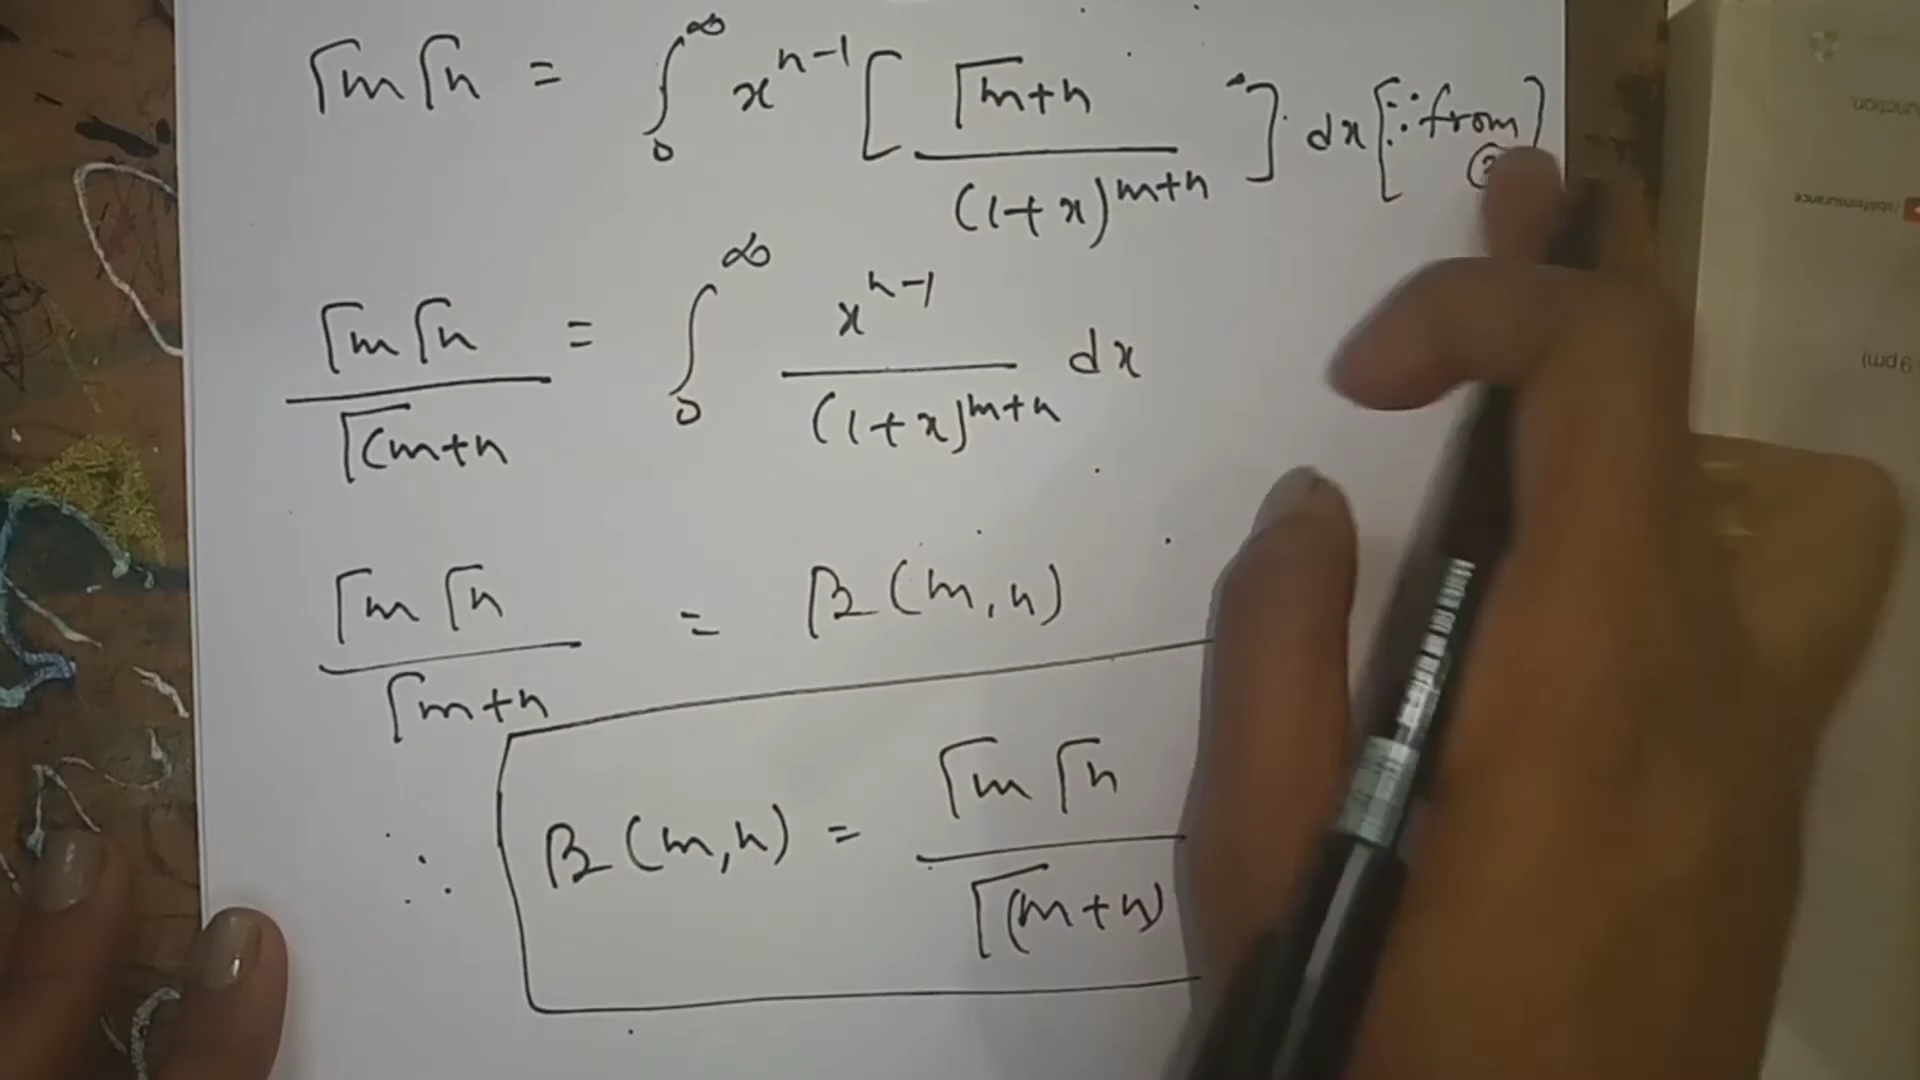 Γm Γn = ∫₀^∞ x^{n-1} [ Γm+n / (1+x)^{m+n} ] dx [∵ from ②]
Γm Γn / Γ(m+n = ∫₀^∞ x^{n-1} / (1+x)^{m+n} dx
Γm Γn / Γm+n = β(m,n)
∴ β(m,n) = Γm Γn / Γ(m+n)